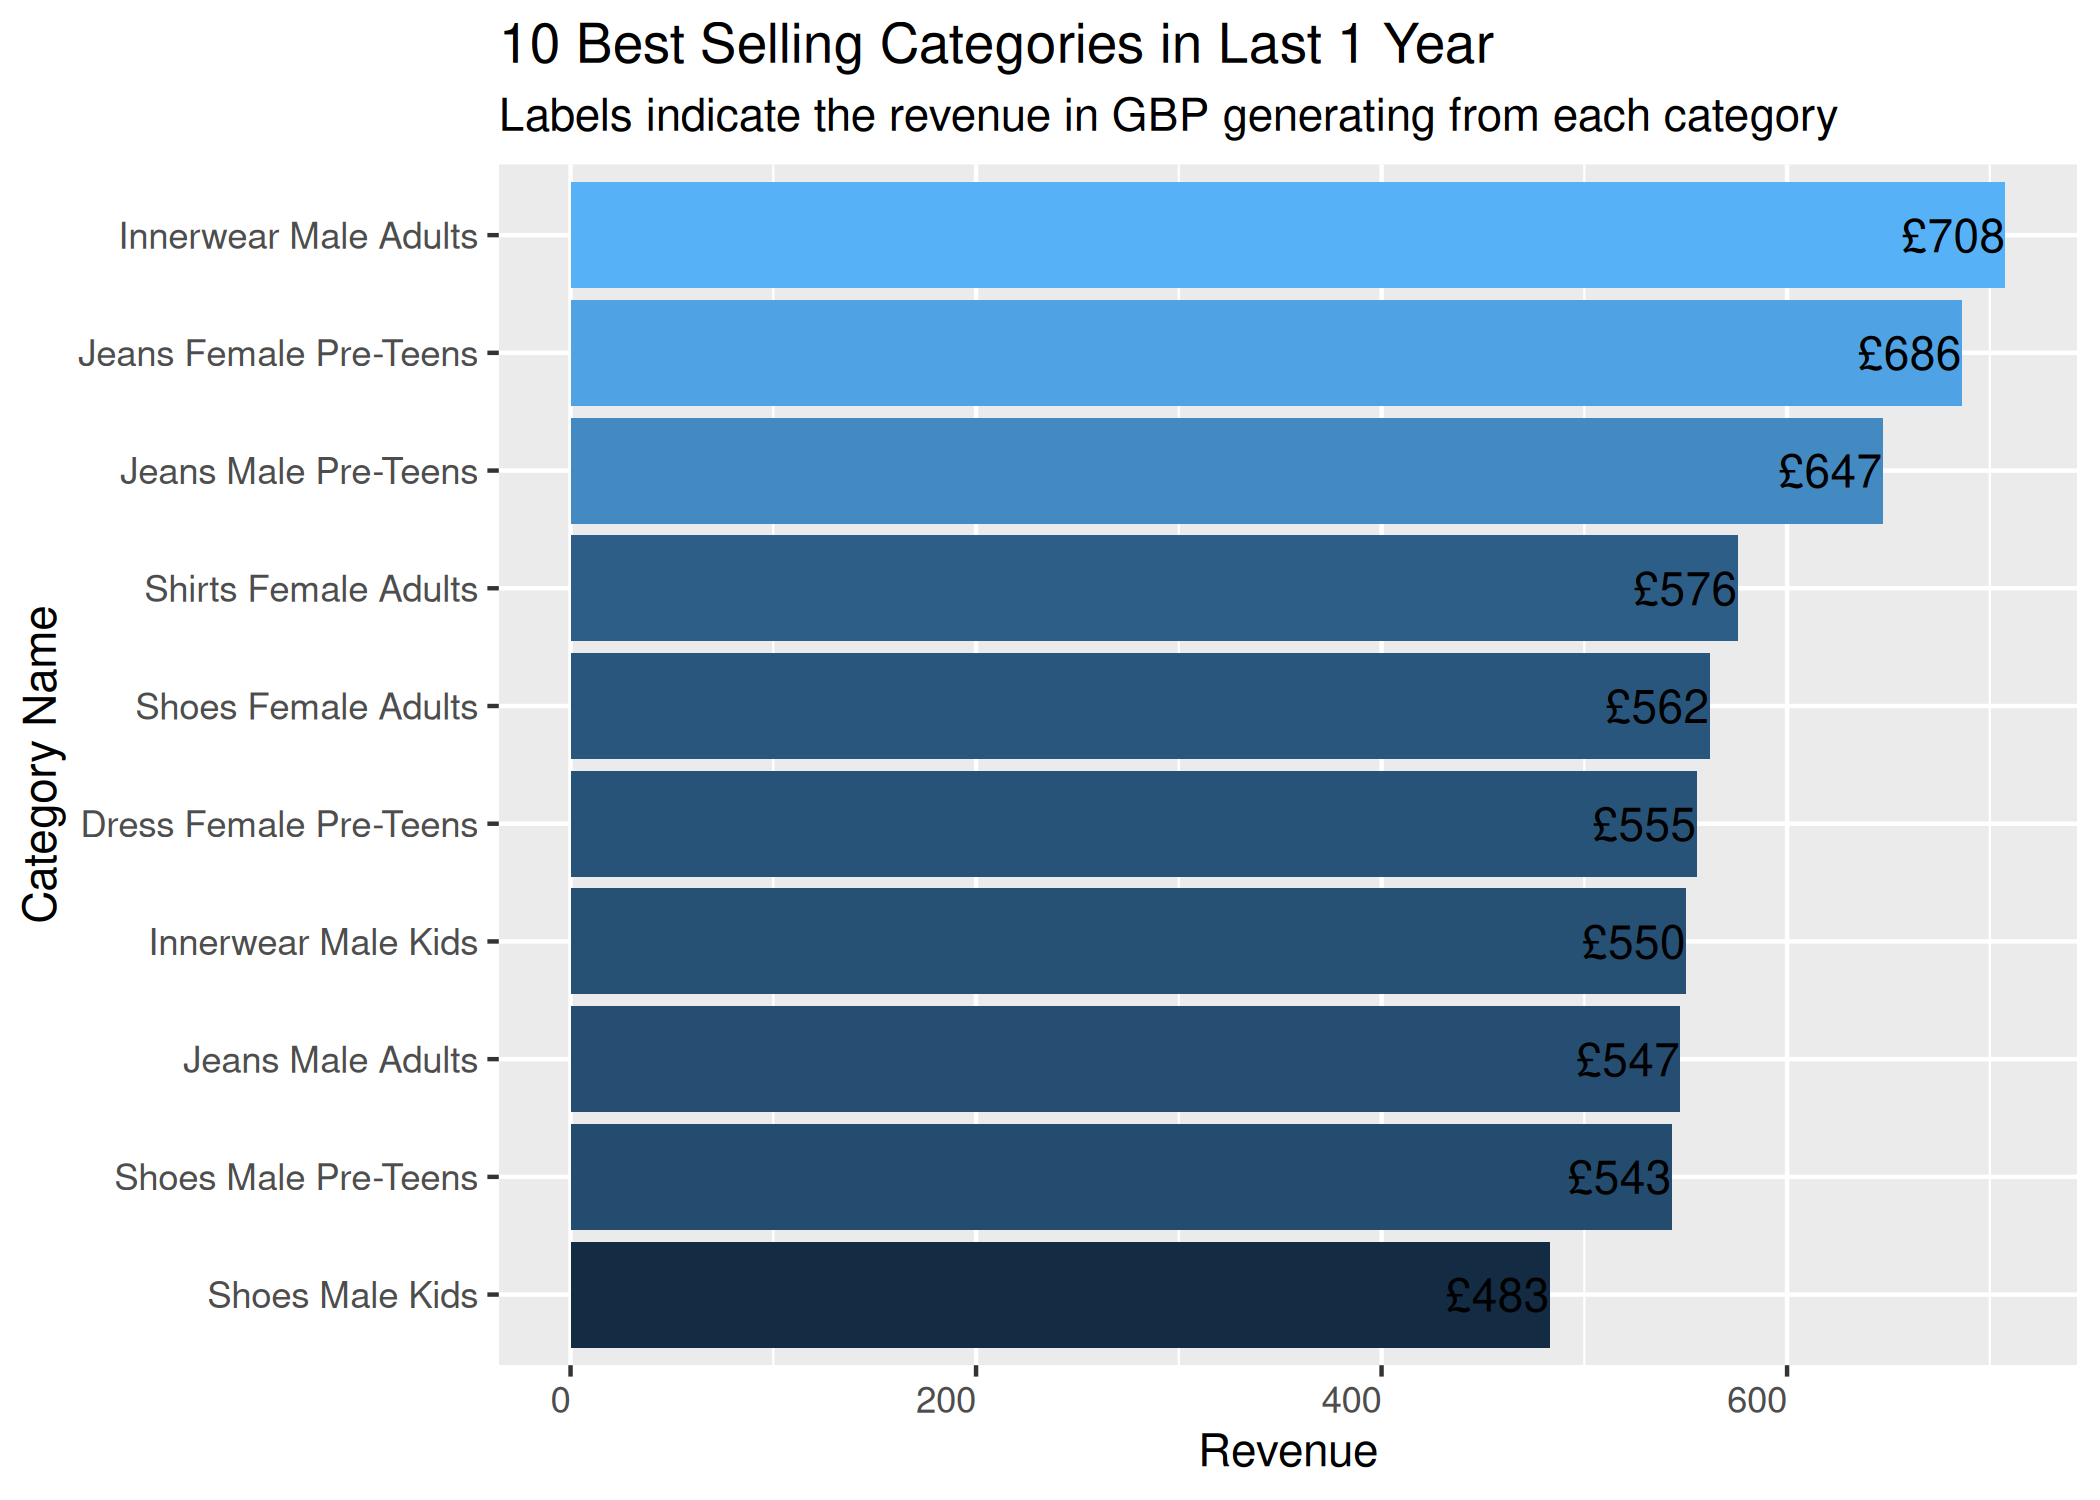 10 Best Selling Categories in Last 1 Year
Labels indicate the revenue in GBP generating from each category
Category Name
Innerwear Male Adults £708
Jeans Female Pre-Teens £686
Jeans Male Pre-Teens £647
Shirts Female Adults £576
Shoes Female Adults £562
Dress Female Pre-Teens £555
Innerwear Male Kids £550
Jeans Male Adults £547
Shoes Male Pre-Teens £543
Shoes Male Kids £483
0 200 400 600
Revenue